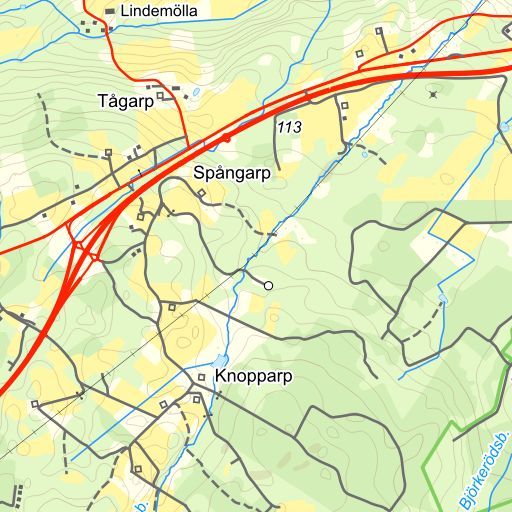 Lindemölla
Tågarp
113
Spångarp
Knopparp
Björkerödsb.
b.